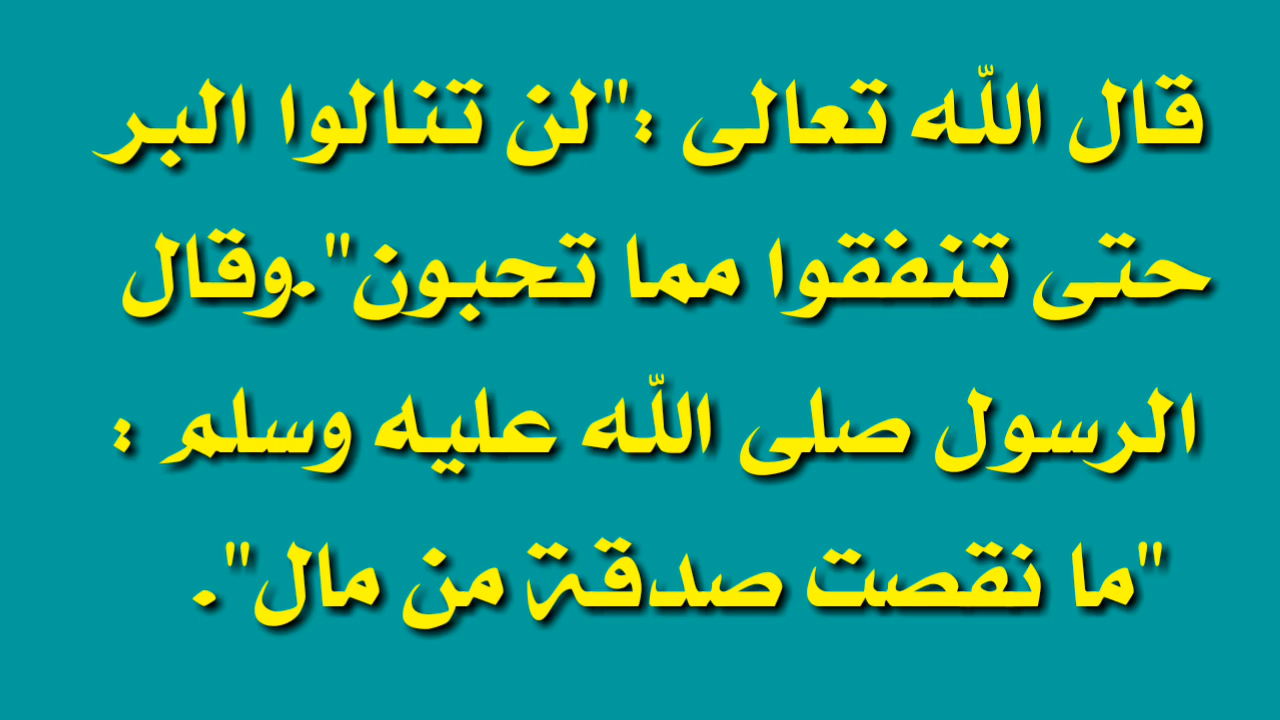 قال الله تعالى :"لن تنالوا البر
حتى تنفقوا مما تحبون".وقال
الرسول صلى الله عليه وسلم :
"ما نقصت صدقة من مال".